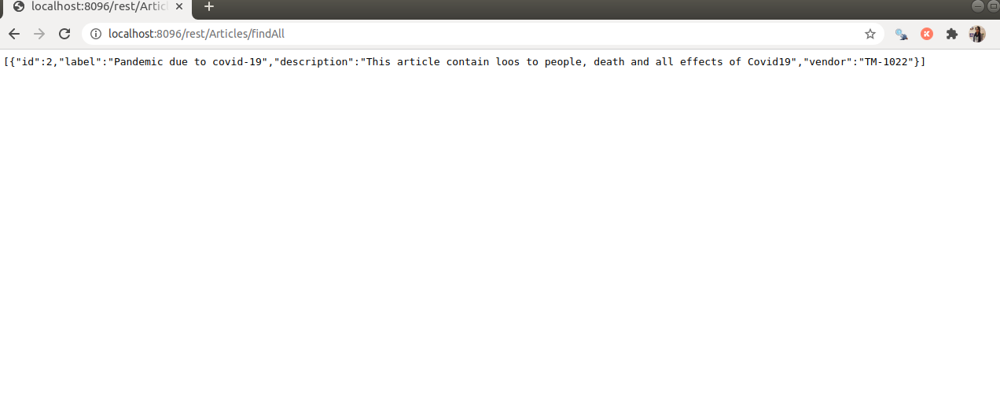 localhost:8096/rest/Articl
localhost:8096/rest/Articles/findAll
[{"id":2,"label":"Pandemic due to covid-19","description":"This article contain loos to people, death and all effects of Covid19","vendor":"TM-1022"}]